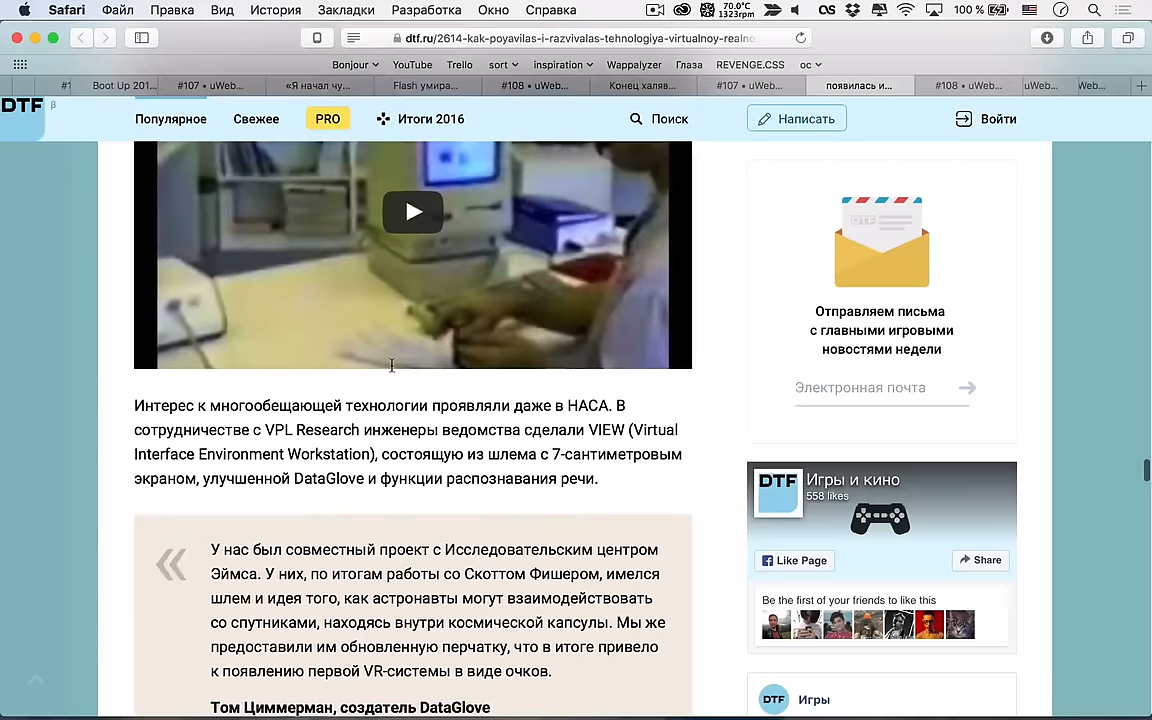 Safari Файл Правка Вид История Закладки Разработка Окно Справка 70.0°C 1323rpm 100 %
dtf.ru/2614-kak-poyavilas-i-razvivalas-tehnologiya-virtualnoy-realno
Bonjour YouTube Trello sort inspiration Wappalyzer Глаза REVENGE.CSS ос
Boot Up 201... #107 • uWeb... «Я начал чу... Flash умира... #108 • uWeb... Конец халяв... #107 • uWeb... появилась и... #108 • uWeb... uWeb... Web...
DTF β
Популярное Свежее PRO Итоги 2016 Поиск Написать Войти
Интерес к многообещающей технологии проявляли даже в НАСА. В
сотрудничестве с VPL Research инженеры ведомства сделали VIEW (Virtual
Interface Environment Workstation), состоящую из шлема с 7-сантиметровым
экраном, улучшенной DataGlove и функции распознавания речи.
«
У нас был совместный проект с Исследовательским центром
Эймса. У них, по итогам работы со Скоттом Фишером, имелся
шлем и идея того, как астронавты могут взаимодействовать
со спутниками, находясь внутри космической капсулы. Мы же
предоставили им обновленную перчатку, что в итоге привело
к появлению первой VR-системы в виде очков.
Том Циммерман, создатель DataGlove
DTF
Отправляем письма
с главными игровыми
новостями недели
Электронная почта
DTF
Игры и кино
558 likes
Like Page Share
Be the first of your friends to like this
DTF Игры